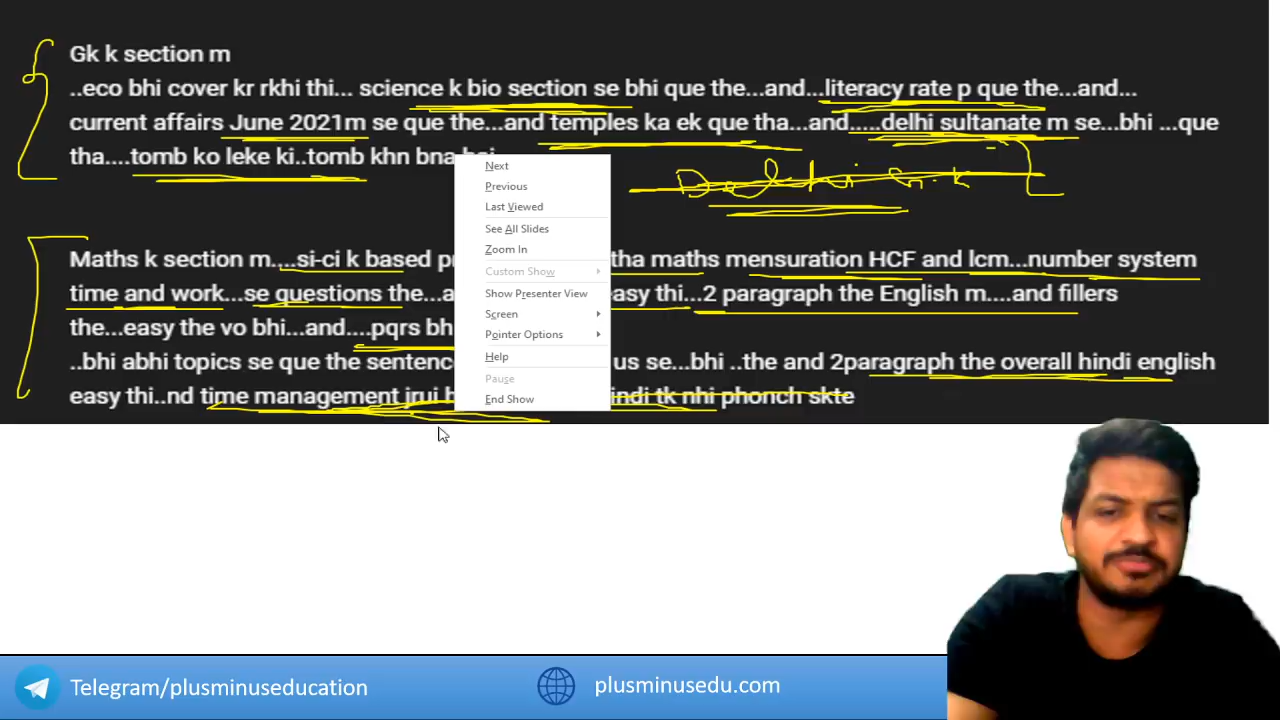 Gk k section m
..eco bhi cover kr rkhi thi... science k bio section se bhi que the...and...literacy rate p que the...and...
current affairs June 2021m se que the...and temples ka ek que tha...and.....delhi sultanate m se...bhi ...que
tha....tomb ko leke ki..tomb khn bna hai
Delhi G.K
Next
Previous
Last Viewed
See All Slides
Zoom In
Custom Show
Show Presenter View
Screen
Pointer Options
Help
Pause
End Show
Maths k section m....si-ci k based tha maths mensuration HCF and lcm...number system
time and work...se questions the... easy thi...2 paragraph the English m....and fillers
the...easy the vo bhi...and....pqrs
..bhi abhi topics se que the us se...bhi ..the and 2paragraph the overall hindi english
easy thi..nd time management jrui tk nhi phonch skte
Telegram/plusminuseducation
plusminusedu.com